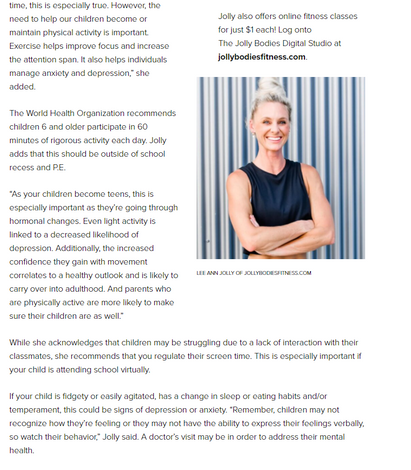 time, this is especially true. However, the
need to help our children become or
maintain physical activity is important.
Exercise helps improve focus and increase
the attention span. It also helps individuals
manage anxiety and depression,” she
added.
The World Health Organization recommends
children 6 and older participate in 60
minutes of rigorous activity each day. Jolly
adds that this should be outside of school
recess and P.E.
“As your children become teens, this is
especially important as they’re going through
hormonal changes. Even light activity is
linked to a decreased likelihood of
depression. Additionally, the increased
confidence they gain with movement
correlates to a healthy outlook and is likely to
carry over into adulthood. And parents who
are physically active are more likely to make
sure their children are as well.”
Jolly also offers online fitness classes
for just $1 each! Log onto
The Jolly Bodies Digital Studio at
jollybodiesfitness.com.
LEE ANN JOLLY OF JOLLYBODIESFITNESS.COM
While she acknowledges that children may be struggling due to a lack of interaction with their
classmates, she recommends that you regulate their screen time. This is especially important if
your child is attending school virtually.
If your child is fidgety or easily agitated, has a change in sleep or eating habits and/or
temperament, this could be signs of depression or anxiety. “Remember, children may not
recognize how they’re feeling or they may not have the ability to express their feelings verbally,
so watch their behavior,” Jolly said. A doctor’s visit may be in order to address their mental
health.